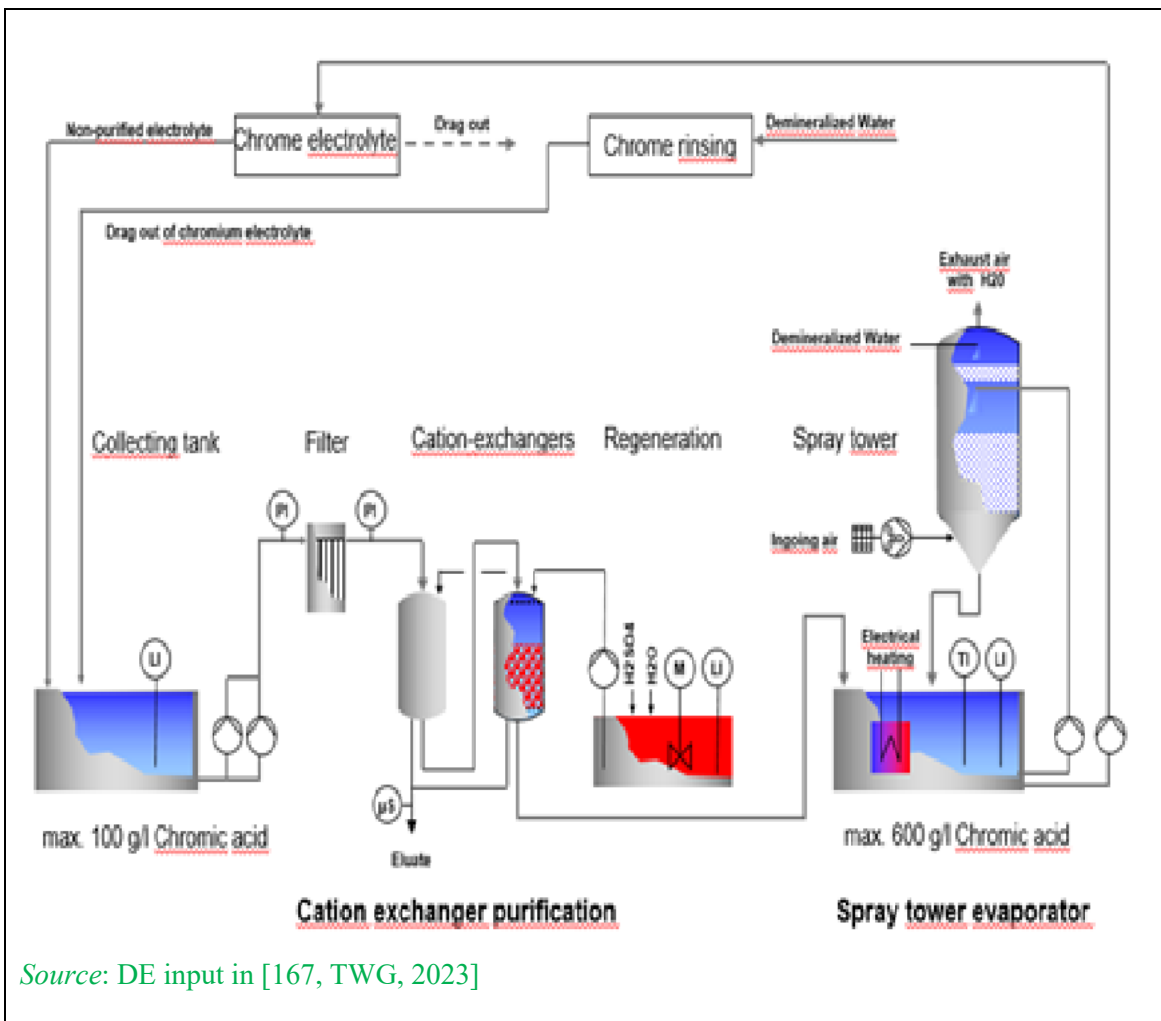 Non-purified electrolyte
Chrome electrolyte
Drag out
Chrome rinsing
Demineralized Water
Drag out of chromium electrolyte
Exhaust air
with H20
Demineralized Water
Collecting tank
Filter
Cation-exchangers
Regeneration
Spray tower
PI
PI
Ingoing air
H2SO4
H2O
Electrical
heating
LI
M
LI
TI
LI
µS
max. 100 g/l Chromic acid
Eluate
max. 600 g/l Chromic acid
Cation exchanger purification
Spray tower evaporator
Source: DE input in [167, TWG, 2023]